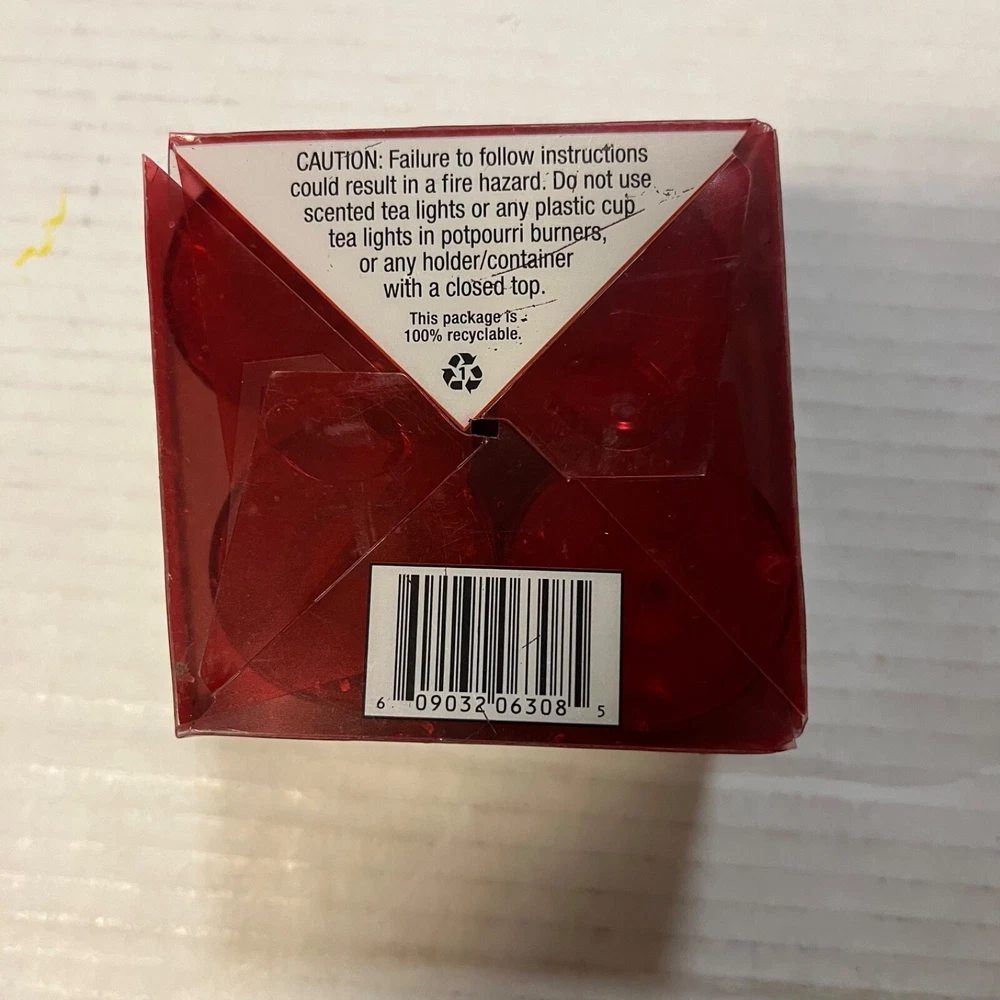 CAUTION: Failure to follow instructions
could result in a fire hazard. Do not use
scented tea lights or any plastic cup
tea lights in potpourri burners,
or any holder/container
with a closed top.
This package is
100% recyclable.
1
6 09032 06308 5